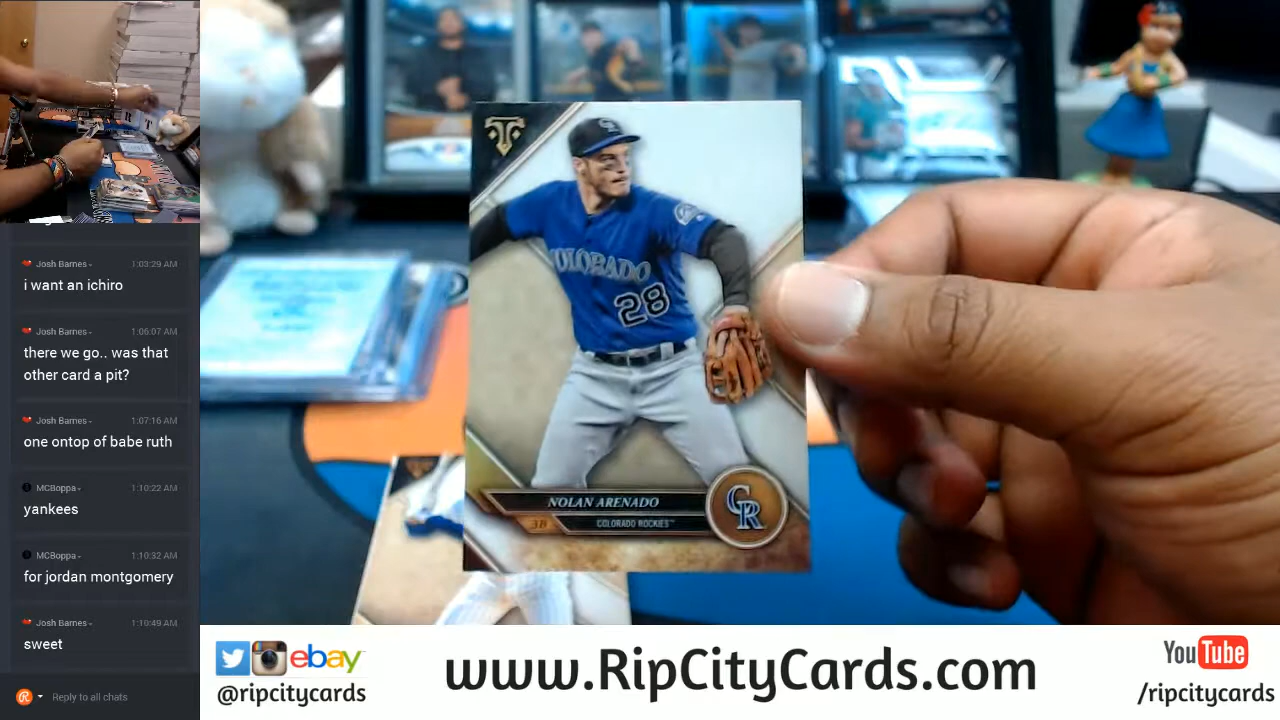 Josh Barnes
1:03:29 AM
i want an ichiro
Josh Barnes
1:06:07 AM
there we go.. was that
other card a pit?
Josh Barnes
1:07:16 AM
one ontop of babe ruth
MCBoppa
1:10:22 AM
yankees
MCBoppa
1:10:32 AM
for jordan montgomery
Josh Barnes
1:10:49 AM
sweet
Reply to all chats
COLORADO
28
NOLAN ARENADO
3B
COLORADO ROCKIES™
CR
ebay
@ripcitycards
www.RipCityCards.com
YouTube
/ripcitycards